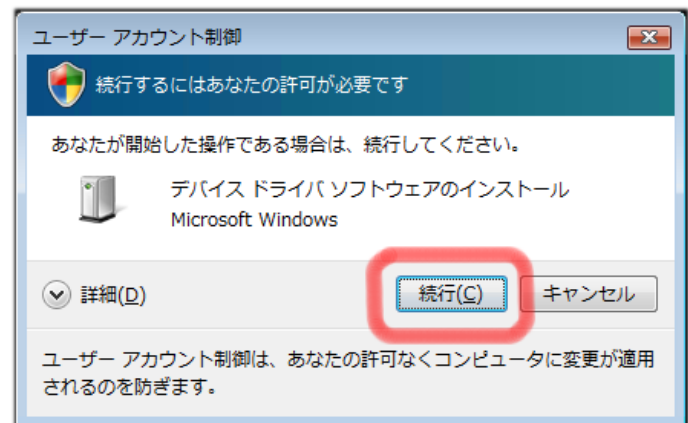 ユーザー アカウント制御
続行するにはあなたの許可が必要です
あなたが開始した操作である場合は、続行してください。
デバイス ドライバ ソフトウェアのインストール
Microsoft Windows
詳細(D)
続行(C)
キャンセル
ユーザー アカウント制御は、あなたの許可なくコンピュータに変更が適用
されるのを防ぎます。